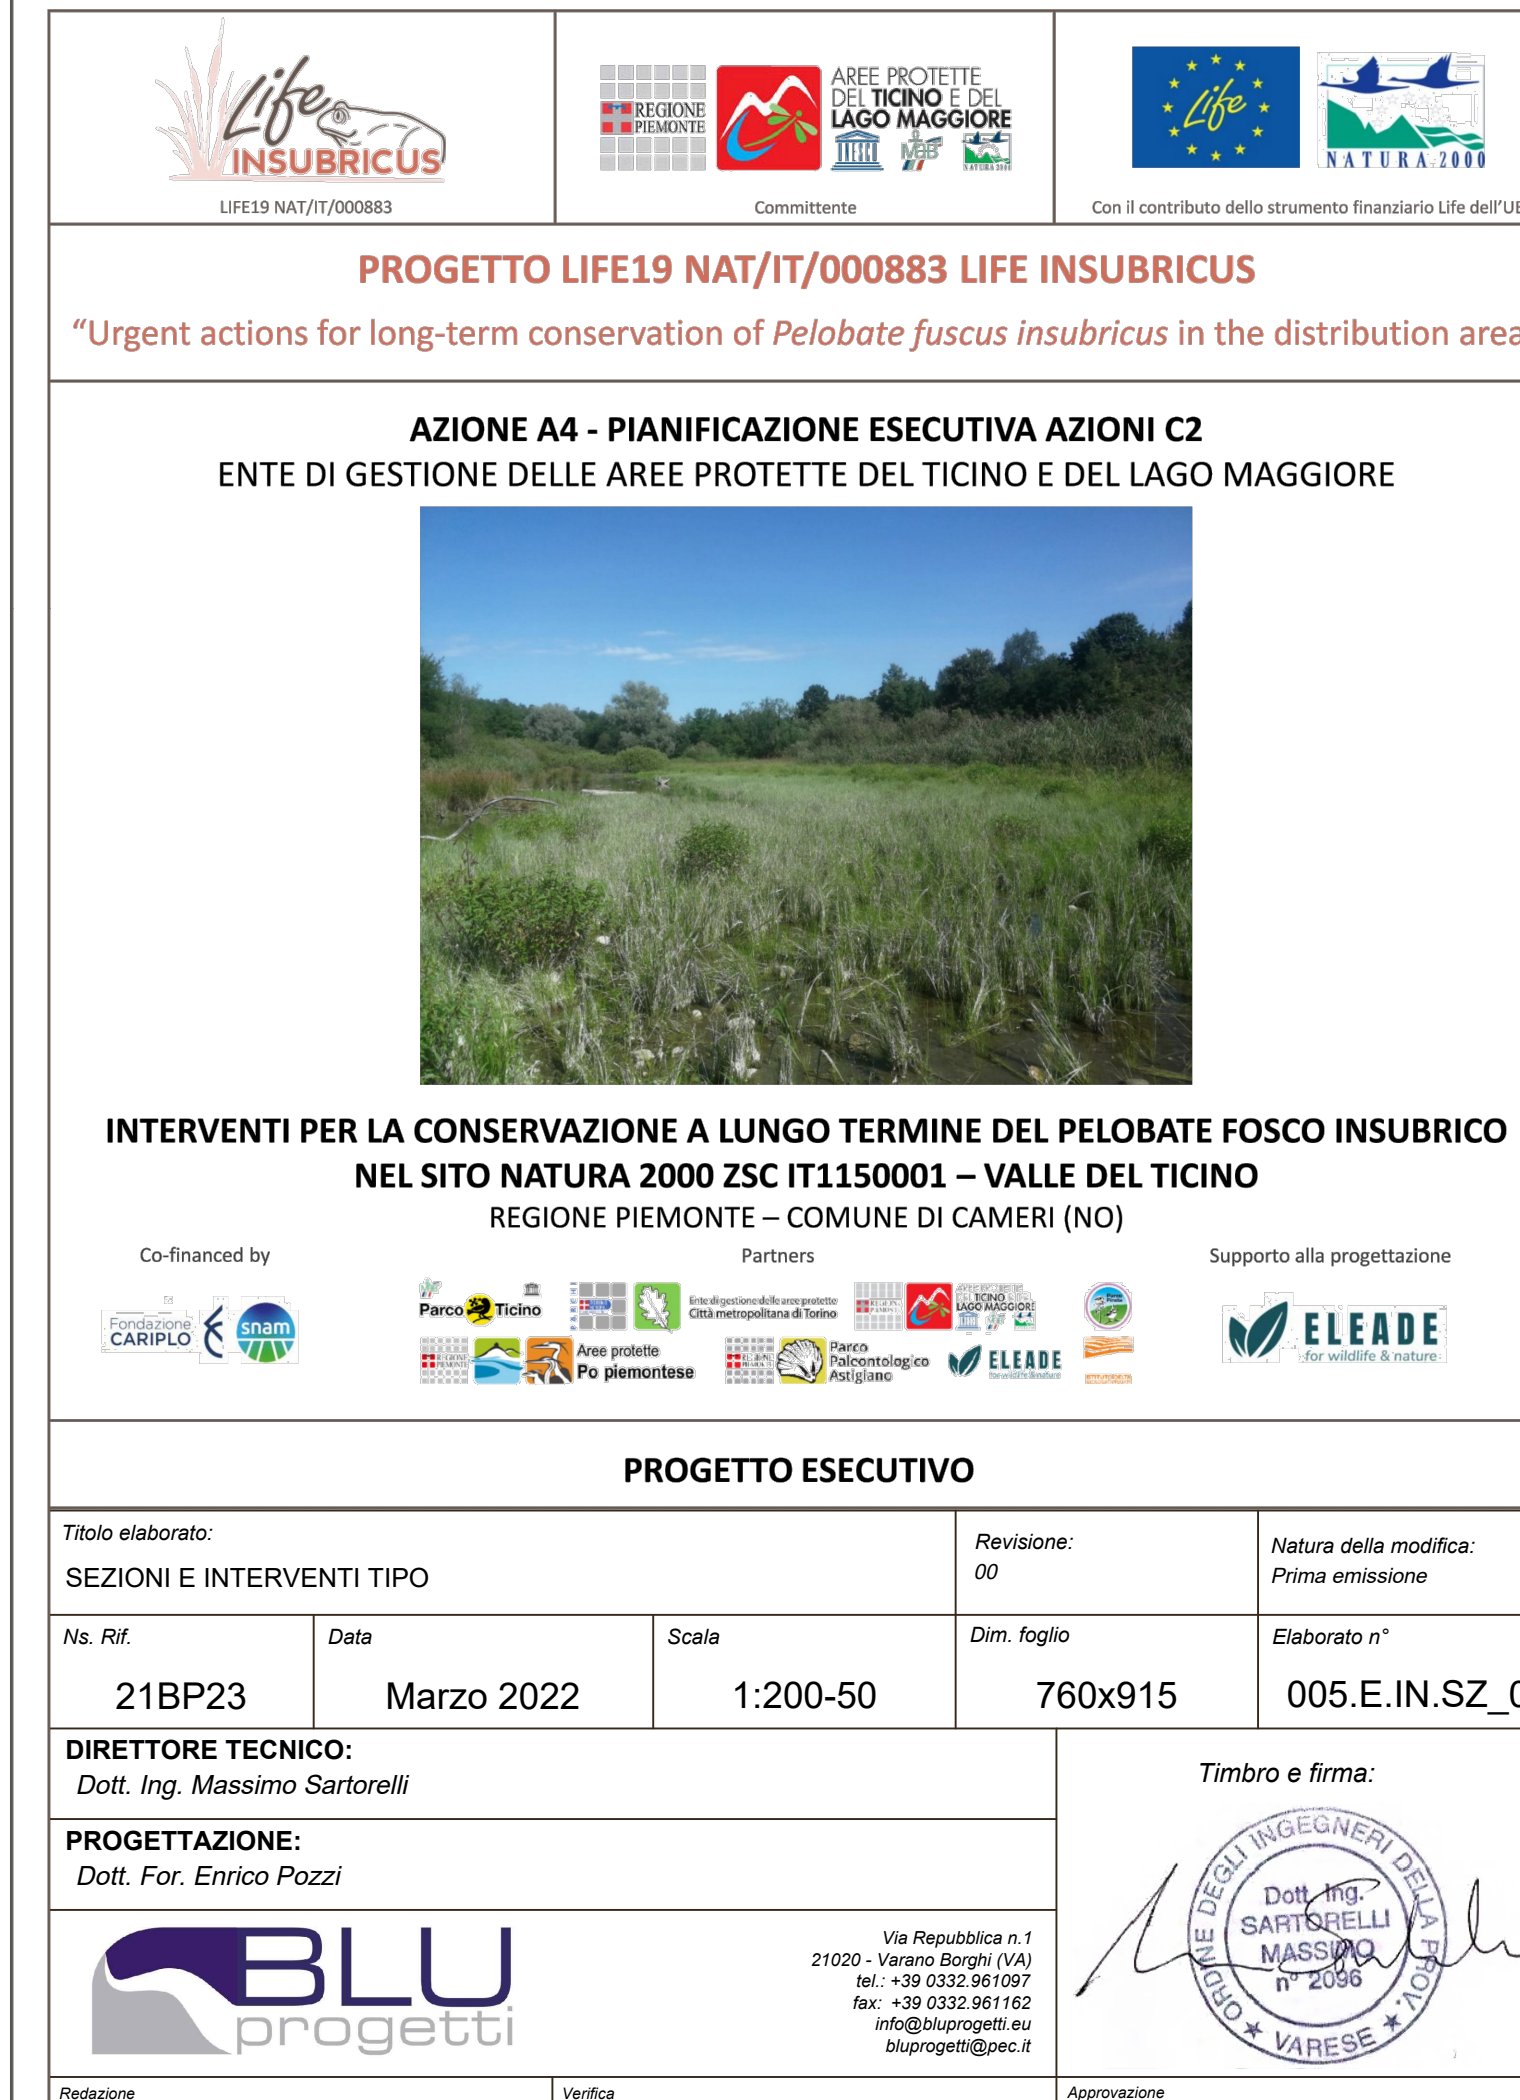 Life
INSUBRICUS
LIFE19 NAT/IT/000883
REGIONE
PIEMONTE
AREE PROTETTE
DEL TICINO E DEL
LAGO MAGGIORE
UNESCO
MaB
NATURA 2000
Committente
Life
NATURA 2000
Con il contributo dello strumento finanziario Life dell'UE
PROGETTO LIFE19 NAT/IT/000883 LIFE INSUBRICUS
“Urgent actions for long-term conservation of Pelobate fuscus insubricus in the distribution area
AZIONE A4 - PIANIFICAZIONE ESECUTIVA AZIONI C2
ENTE DI GESTIONE DELLE AREE PROTETTE DEL TICINO E DEL LAGO MAGGIORE
INTERVENTI PER LA CONSERVAZIONE A LUNGO TERMINE DEL PELOBATE FOSCO INSUBRICO
NEL SITO NATURA 2000 ZSC IT1150001 – VALLE DEL TICINO
REGIONE PIEMONTE – COMUNE DI CAMERI (NO)
Co-financed by
Partners
Supporto alla progettazione
Fondazione
CARIPLO
snam
Parco Ticino
Ente di gestione delle aree protette
Città metropolitana di Torino
LAGO MAGGIORE
Aree protette
Po piemontese
Parco
Paleontologico
Astigiano
ELEADE
for wildlife & nature
ELEADE
for wildlife & nature
PROGETTO ESECUTIVO
Titolo elaborato:
SEZIONI E INTERVENTI TIPO
Revisione:
00
Natura della modifica:
Prima emissione
Ns. Rif.
21BP23
Data
Marzo 2022
Scala
1:200-50
Dim. foglio
760x915
Elaborato n°
005.E.IN.SZ_0
DIRETTORE TECNICO:
Dott. Ing. Massimo Sartorelli
PROGETTAZIONE:
Dott. For. Enrico Pozzi
Timbro e firma:
ORDINE DEGLI INGEGNERI DELLA PROV.
VARESE
Dott. Ing.
SARTORELLI
MASSIMO
n° 2096
BLU
progetti
Via Repubblica n.1
21020 - Varano Borghi (VA)
tel.: +39 0332.961097
fax: +39 0332.961162
info@bluprogetti.eu
bluprogetti@pec.it
Redazione
Verifica
Approvazione